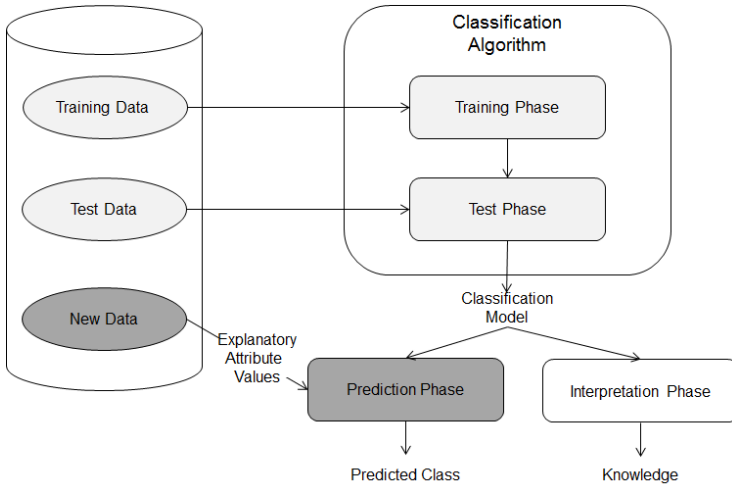 Classification
Algorithm
Training Data
Training Phase
Test Data
Test Phase
New Data
Classification
Model
Explanatory
Attribute
Values
Prediction Phase
Interpretation Phase
Predicted Class
Knowledge